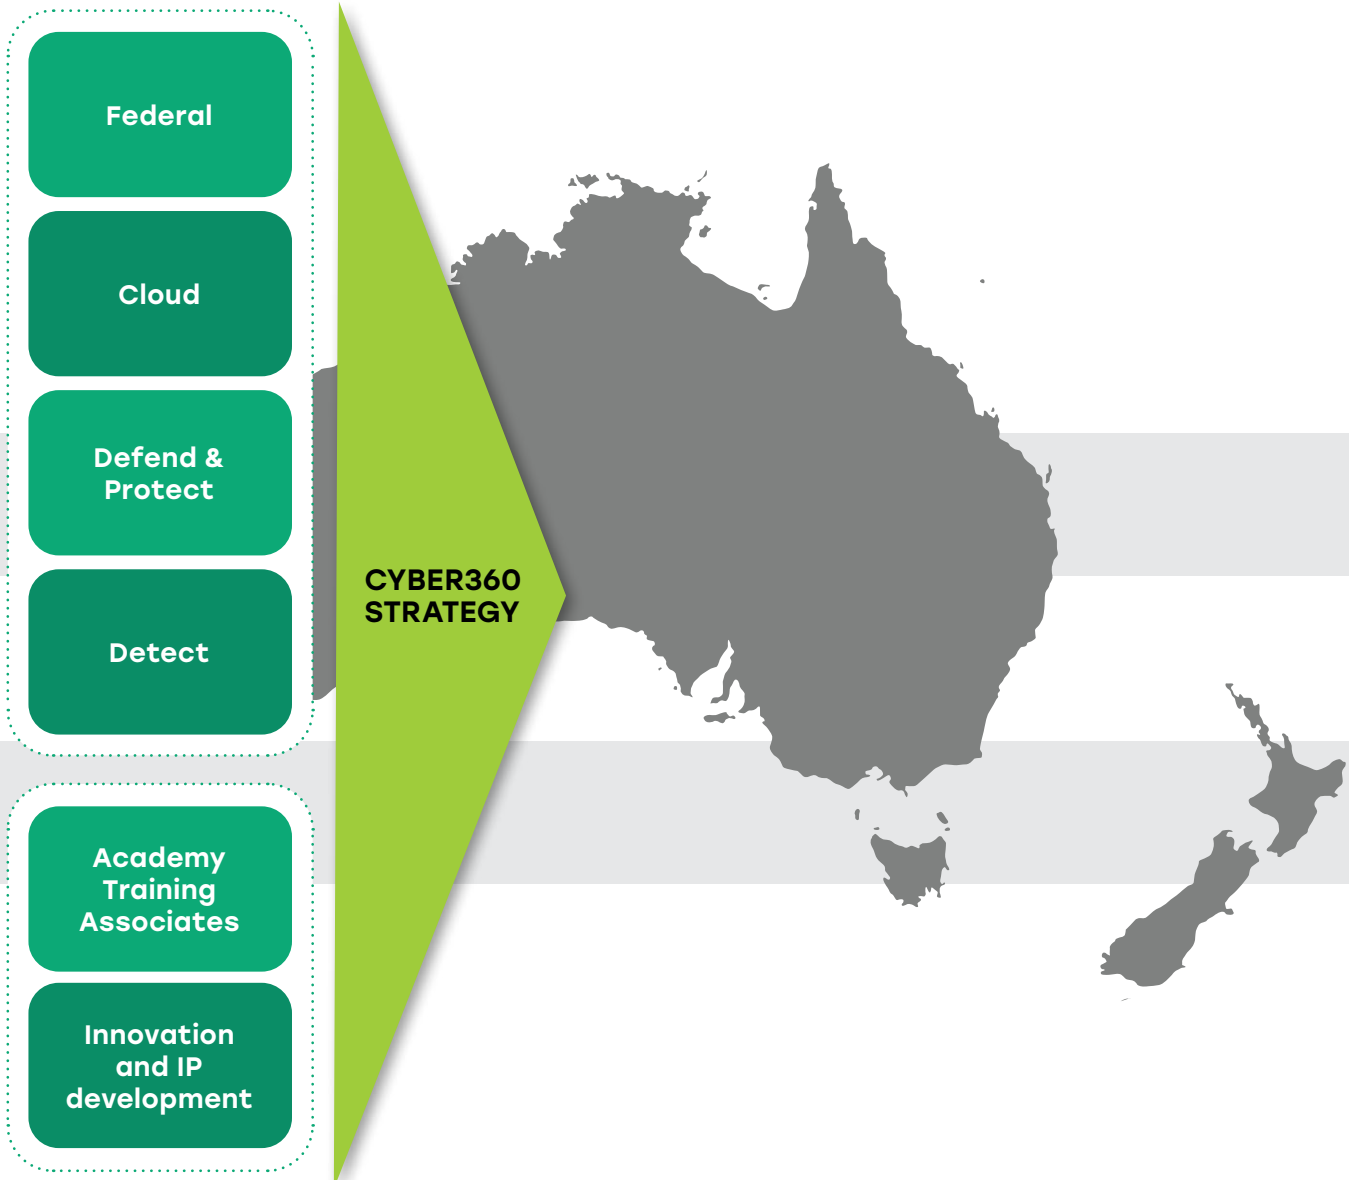 Federal
Cloud
Defend &
Protect
Detect
Academy
Training
Associates
Innovation
and IP
development
CYBER360
STRATEGY